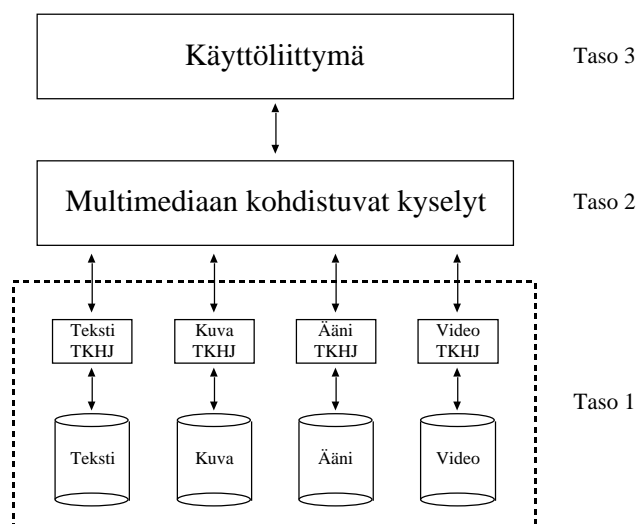 Käyttöliittymä
Taso 3
Multimediaan kohdistuvat kyselyt
Taso 2
Teksti
TKHJ
Kuva
TKHJ
Ääni
TKHJ
Video
TKHJ
Taso 1
Teksti
Kuva
Ääni
Video